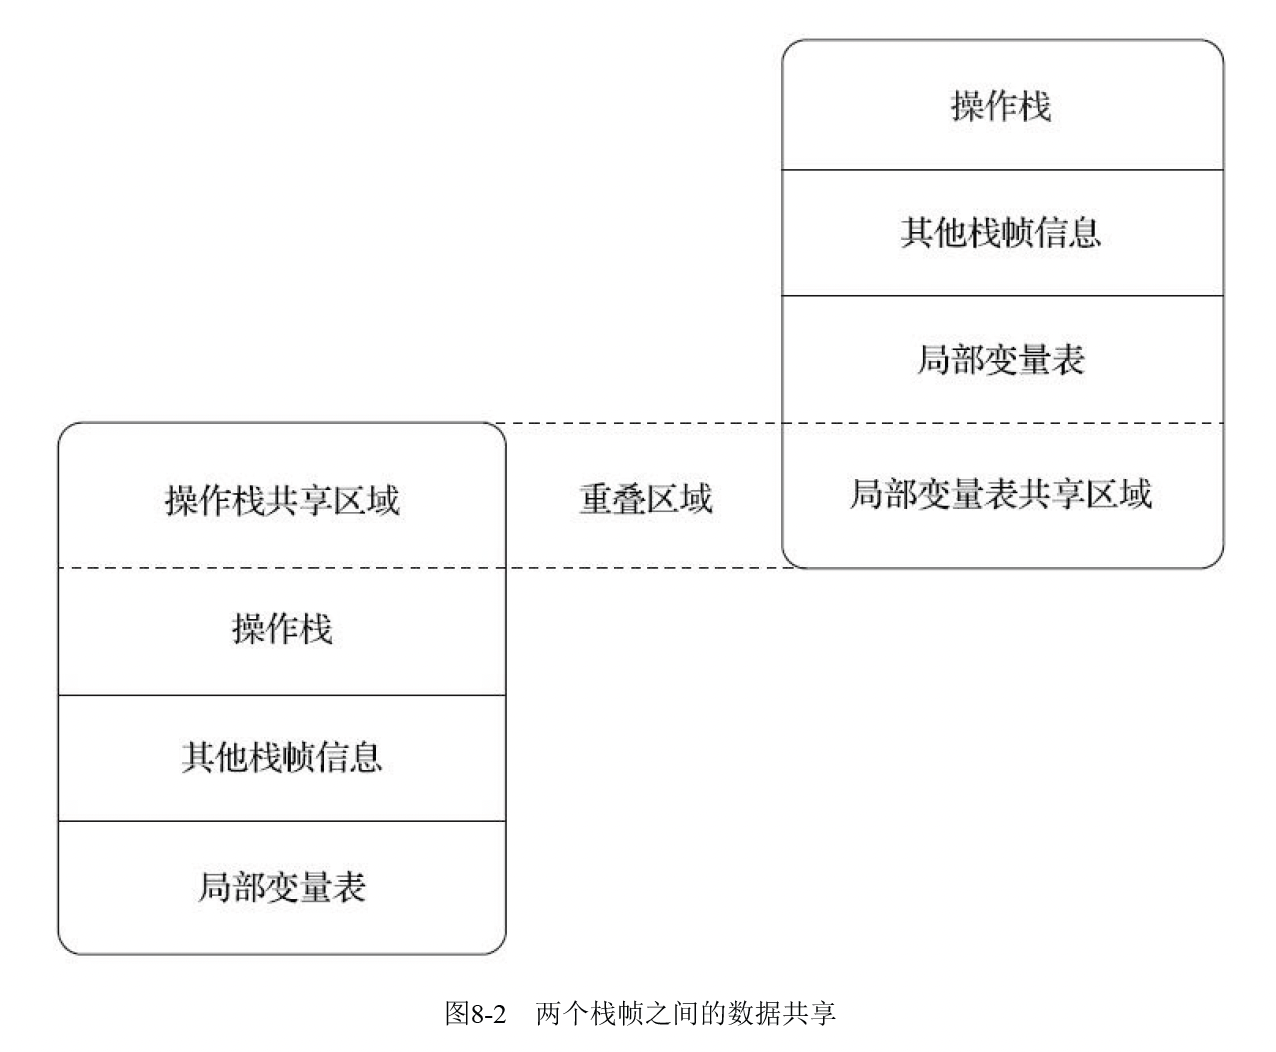 操作栈
其他栈帧信息
局部变量表
操作栈共享区域
重叠区域
局部变量表共享区域
操作栈
其他栈帧信息
局部变量表
图8-2 两个栈帧之间的数据共享